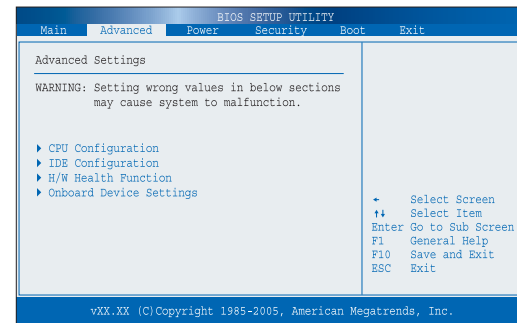 BIOS SETUP UTILITY
Main Advanced Power Security Boot Exit
Advanced Settings
WARNING: Setting wrong values in below sections
may cause system to malfunction.
CPU Configuration
IDE Configuration
H/W Health Function
Onboard Device Settings
← Select Screen
↑↓ Select Item
Enter Go to Sub Screen
F1 General Help
F10 Save and Exit
ESC Exit
vXX.XX (C)Copyright 1985-2005, American Megatrends, Inc.